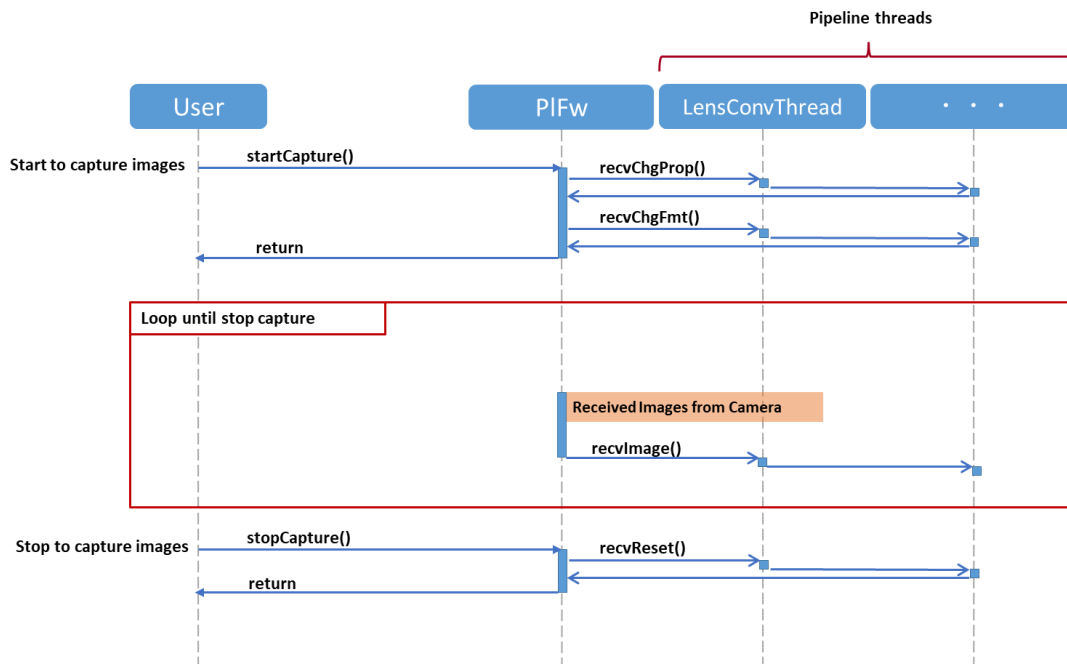 Pipeline threads
User
PlFw
LensConvThread
· · ·
Start to capture images
startCapture()
recvChgProp()
recvChgFmt()
return
Loop until stop capture
Received Images from Camera
recvImage()
Stop to capture images
stopCapture()
recvReset()
return